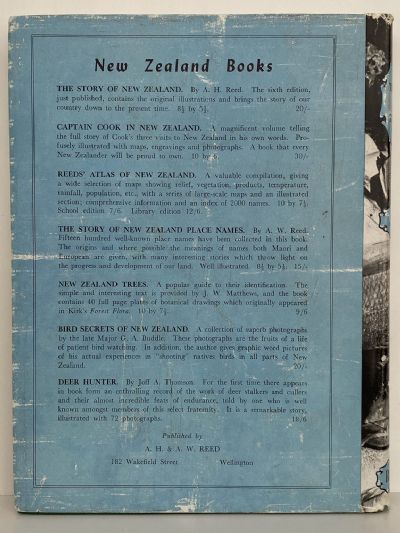 New Zealand Books
THE STORY OF NEW ZEALAND. By A. H. Reed. The sixth edition,
just published, contains the original illustrations and brings the story of our
country down to the present time. 8½ by 5½. 20/-
CAPTAIN COOK IN NEW ZEALAND. A magnificent volume telling
the full story of Cook's three visits to New Zealand in his own words. Pro-
fusely illustrated with maps, engravings and photographs. A book that every
New Zealander will be proud to own. 10 by 6. 30/-
REEDS' ATLAS OF NEW ZEALAND. A valuable compilation, giving
a wide selection of maps showing relief, vegetation, products, temperature,
rainfall, population, etc., with a series of large-scale maps and an illustrated
section; comprehensive information and an index of 2,000 names. 10 by 7½.
School edition 7/6. Library edition 12/6.
THE STORY OF NEW ZEALAND PLACE NAMES. By A. W. Reed.
Fifteen hundred well-known place names have been collected in this book.
The origins and where possible the meanings of names both Maori and
European are given, with many interesting stories which throw light on
the progress and development of our land. Well illustrated. 8½ by 5½. 15/-
NEW ZEALAND TREES. A popular guide to their identification. The
simple and interesting text is provided by J. W. Matthews, and the book
contains 40 full page plates of botanical drawings which originally appeared
in Kirk's Forest Flora. 10 by 7½. 9/6
BIRD SECRETS OF NEW ZEALAND. A collection of superb photographs
by the late Major G. A. Buddle. These photographs are the fruits of a life
of patient bird watching. In addition, the author gives graphic word pictures
of his actual experiences in "shooting" natives birds in all parts of New
Zealand. 20/-
DEER HUNTER. By Joff A. Thomson. For the first time there appears
in book form an enthralling record of the work of deer stalkers and cullers
and their almost incredible feats of endurance, told by one who is well
known amongst members of this select fraternity. It is a remarkable story,
illustrated with 72 photographs. 18/6
Published by
A. H. & A. W. REED
182 Wakefield Street Wellington